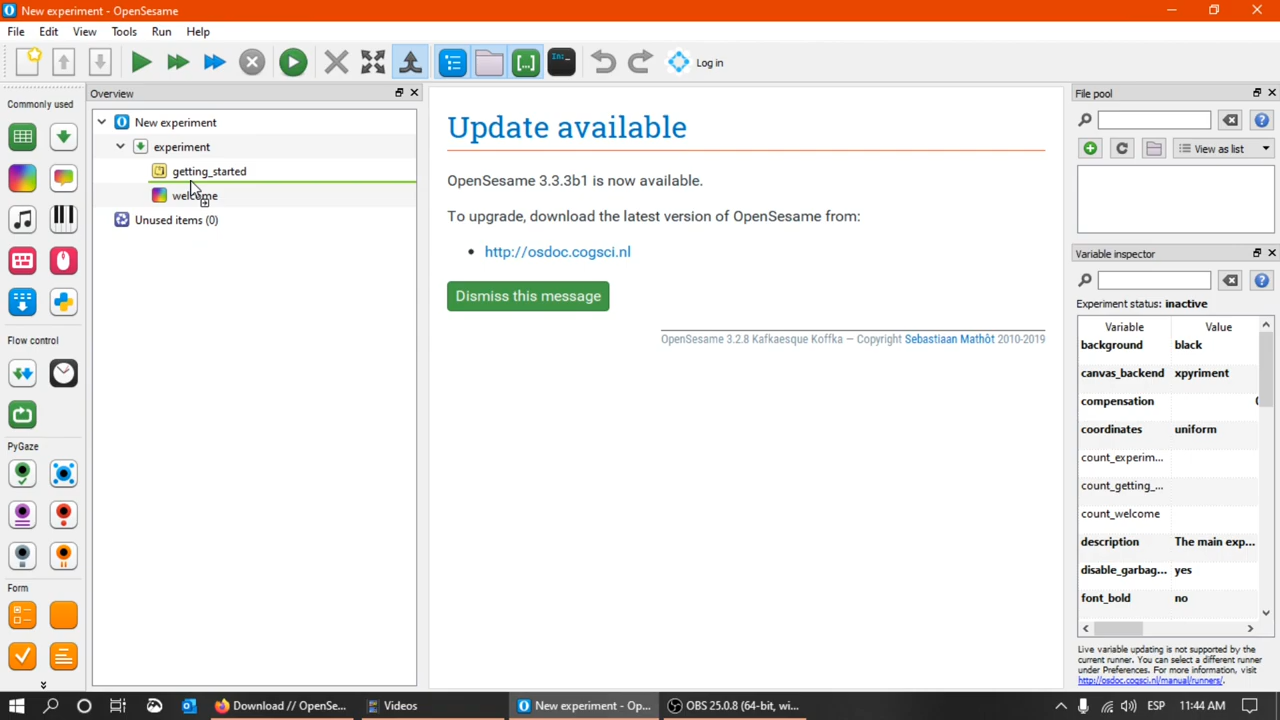 New experiment - OpenSesame
File Edit View Tools Run Help
Log in
Commonly used
Flow control
PyGaze
Form
Overview
New experiment
experiment
getting_started
welcome
Unused items (0)
Update available
OpenSesame 3.3.3b1 is now available.
To upgrade, download the latest version of OpenSesame from:
http://osdoc.cogsci.nl
Dismiss this message
OpenSesame 3.2.8 Kafkaesque Koffka — Copyright Sebastiaan Mathôt 2010-2019
File pool
View as list
Variable inspector
Experiment status: inactive
Variable Value
background black
canvas_backend xpyriment
compensation
coordinates uniform
count_experim...
count_getting_...
count_welcome
description The main exp...
disable_garbag... yes
font_bold no
Live variable updating is not supported by the
current runner. You can select a different runner
under Preferences. For more information, visit
http://osdoc.cogsci.nl/manual/runners/.
Download // OpenSe... Videos New experiment - Op... OBS 25.0.8 (64-bit, wi... ESP 11:44 AM